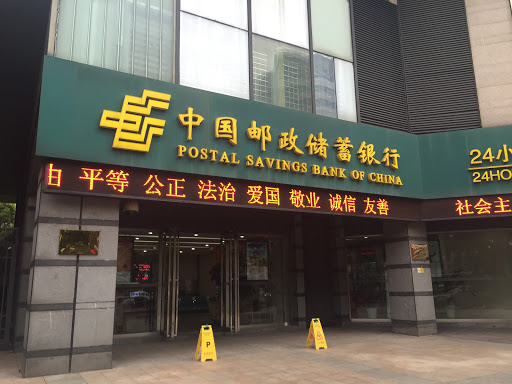 中国邮政储蓄银行
POSTAL SAVINGS BANK OF CHINA
24小
24HO
由 平等 公正 法治 爱国 敬业 诚信 友善
社会主
P